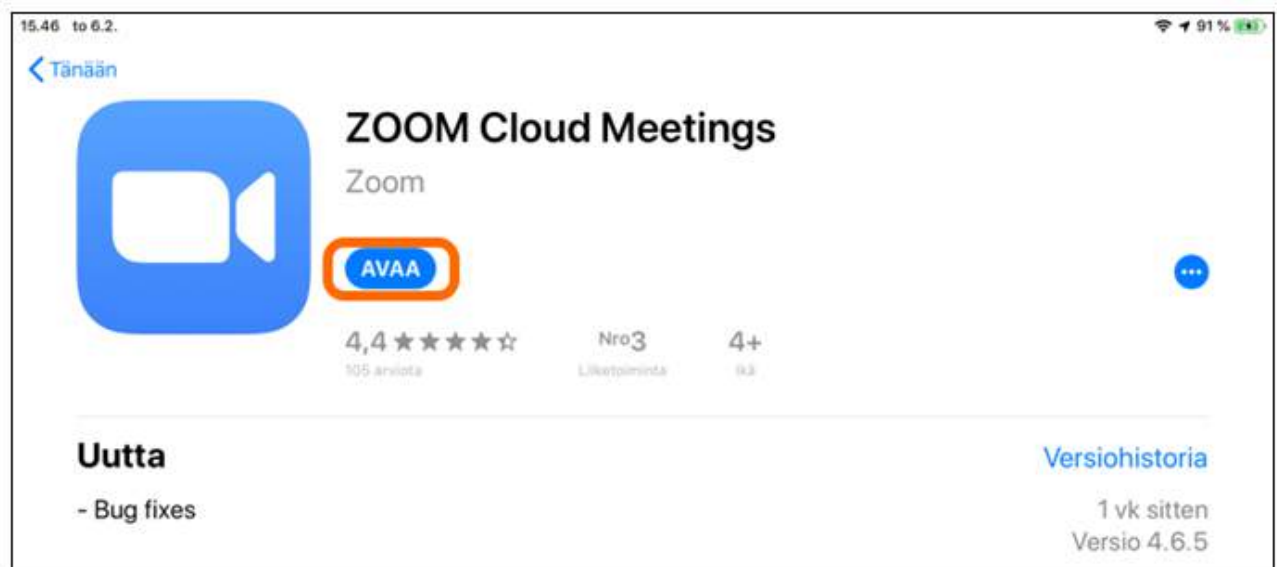 15.46 to 6.2.
91 %
Tänään
ZOOM Cloud Meetings
Zoom
AVAA
4,4 Nro3 4+
105 arviota Liiketoiminta Ikä
Uutta Versiohistoria
- Bug fixes 1 vk sitten
Versio 4.6.5